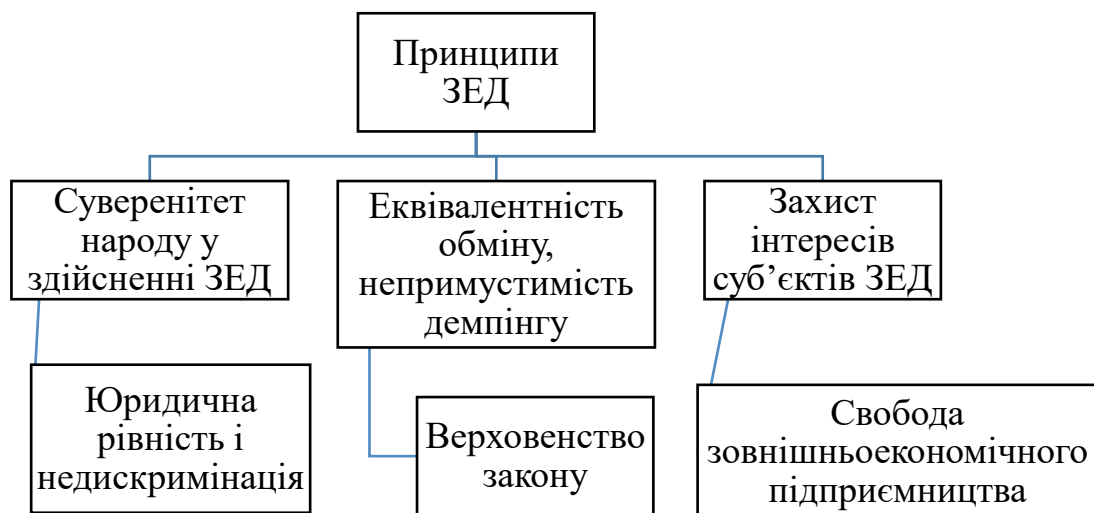 Принципи
ЗЕД
Суверенітет
народу у
здійсненні ЗЕД
Еквівалентність
обміну,
непримустимість
демпінгу
Захист
інтересів
суб’єктів ЗЕД
Юридична
рівність і
недискримінація
Верховенство
закону
Свобода
зовнішньоекономічного
підприємництва